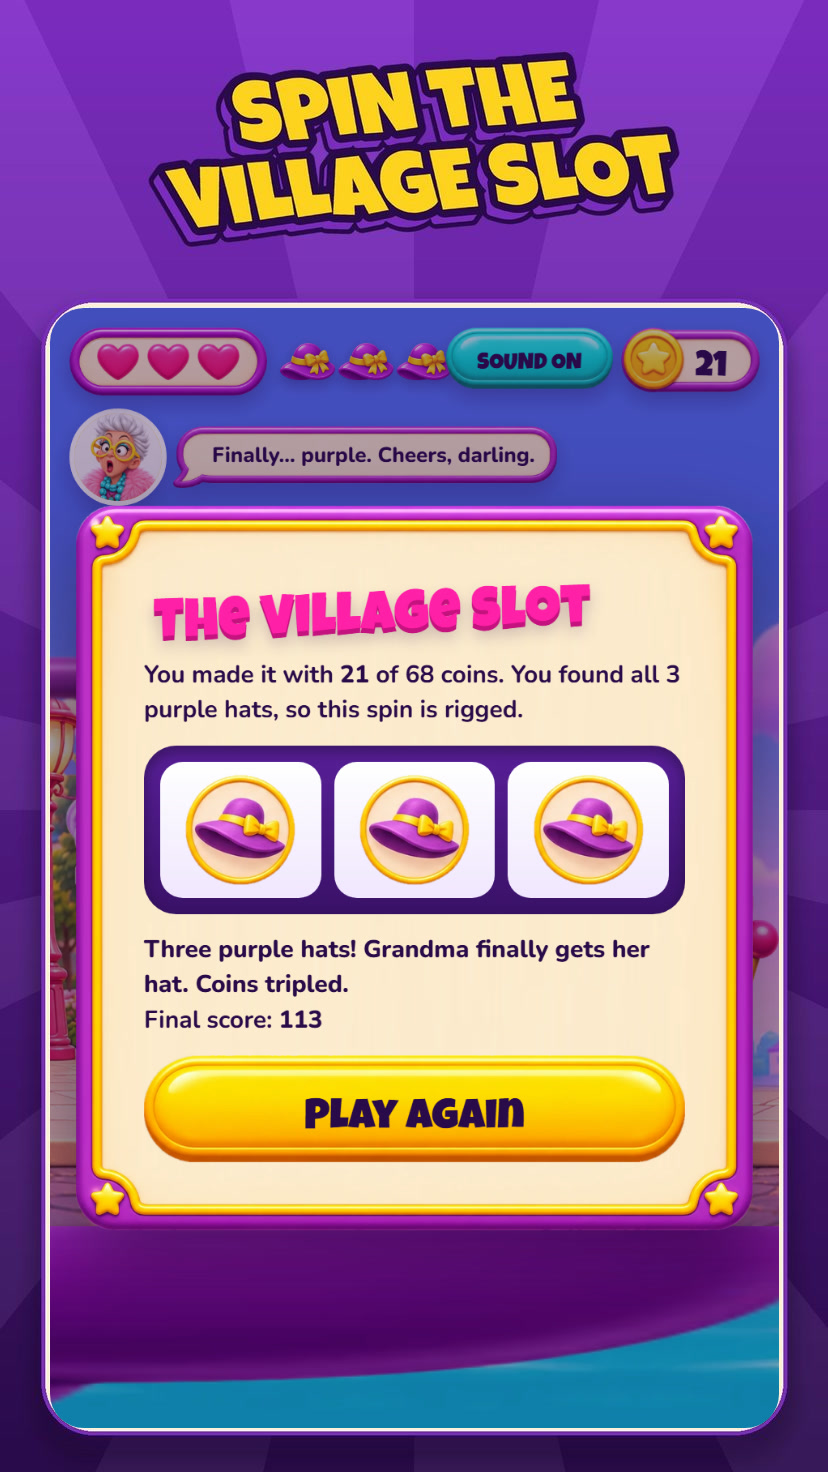 SPIN THE
VILLAGE SLOT
SOUND ON
21
Finally... purple. Cheers, darling.
THE VILLAGE SLOT
You made it with 21 of 68 coins. You found all 3
purple hats, so this spin is rigged.
Three purple hats! Grandma finally gets her
hat. Coins tripled.
Final score: 113
PLAY AGAIN